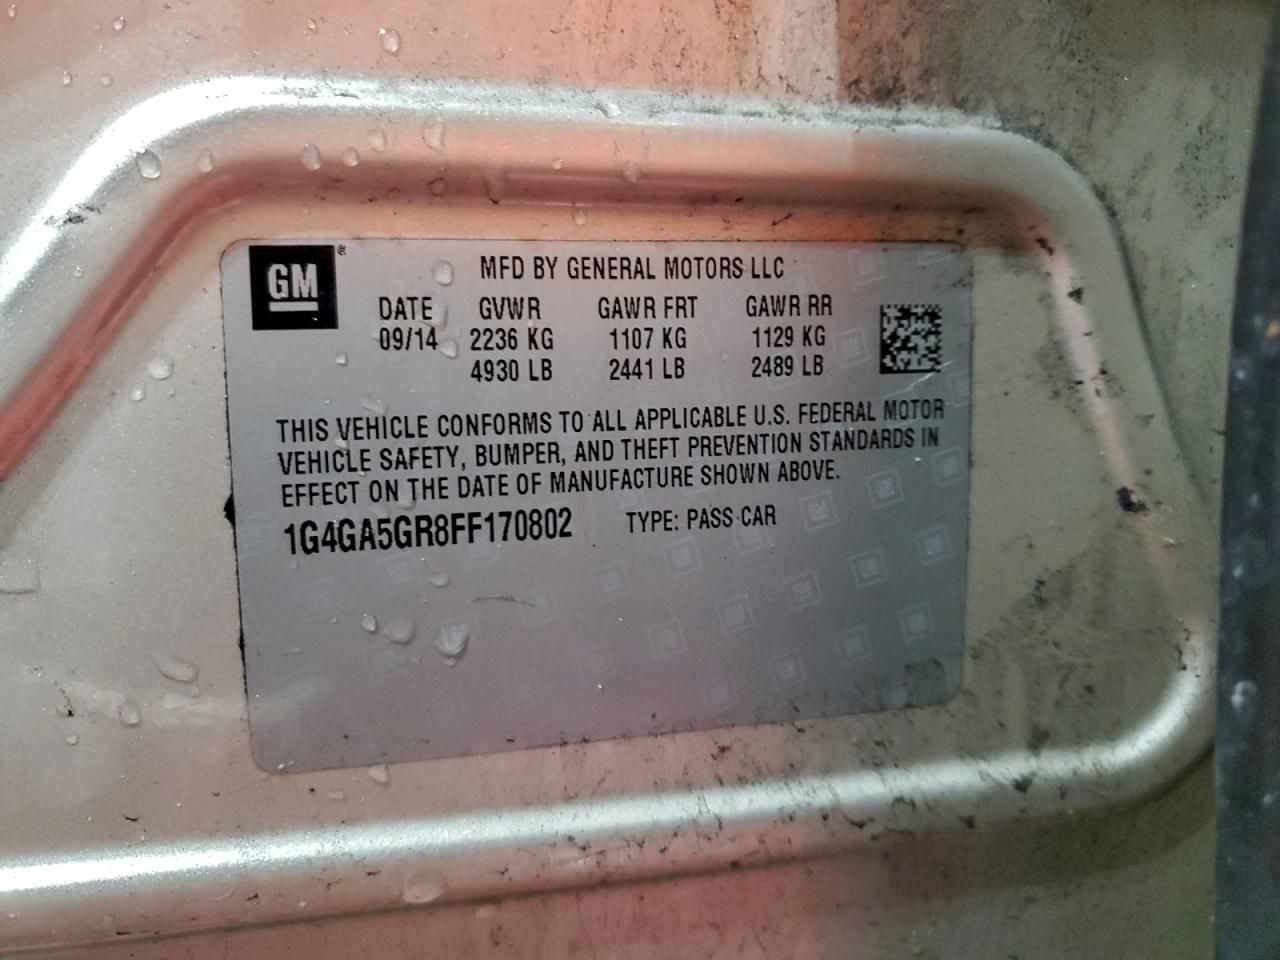 GM ®
MFD BY GENERAL MOTORS LLC
DATE GVWR GAWR FRT GAWR RR
09/14 2236 KG 1107 KG 1129 KG
4930 LB 2441 LB 2489 LB
THIS VEHICLE CONFORMS TO ALL APPLICABLE U.S. FEDERAL MOTOR
VEHICLE SAFETY, BUMPER, AND THEFT PREVENTION STANDARDS IN
EFFECT ON THE DATE OF MANUFACTURE SHOWN ABOVE.
1G4GA5GR8FF170802 TYPE: PASS CAR